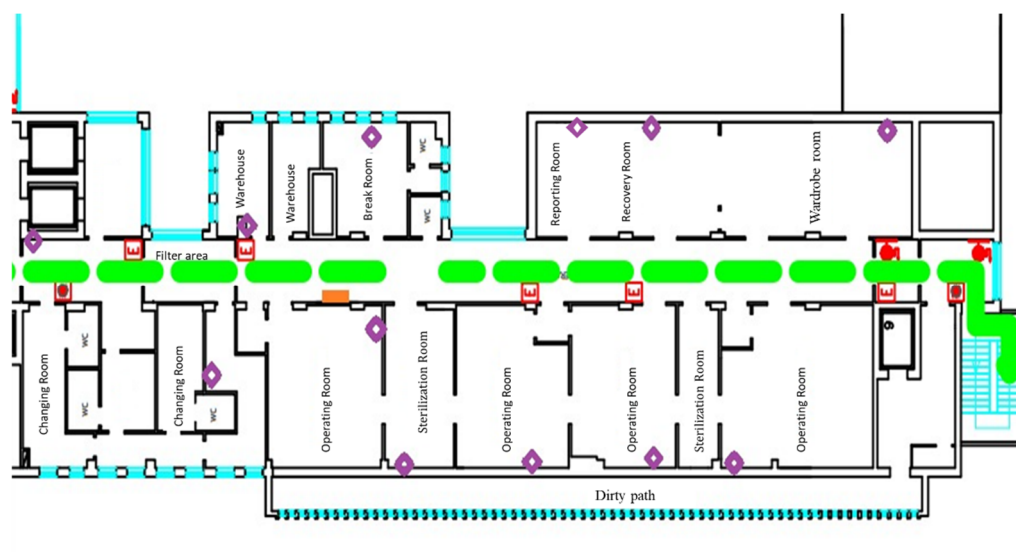 Warehouse
Warehouse
Break Room
WC
WC
Reporting Room
Recovery Room
Wardrobe room
E
Filter area
E
E
E
E
Changing Room
WC
WC
Changing Room
WC
Operating Room
Sterilization Room
Operating Room
Operating Room
Sterilization Room
Operating Room
Dirty path